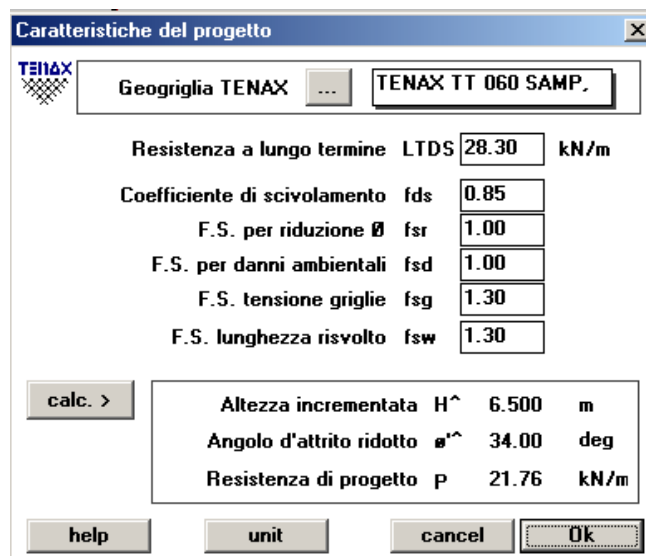 Caratteristiche del progetto
TENAX
Geogriglia TENAX ... TENAX TT 060 SAMP,
Resistenza a lungo termine LTDS 28.30 kN/m
Coefficiente di scivolamento fds 0.85
F.S. per riduzione Ø fsr 1.00
F.S. per danni ambientali fsd 1.00
F.S. tensione griglie fsg 1.30
F.S. lunghezza risvolto fsw 1.30
calc. >
Altezza incrementata H^ 6.500 m
Angolo d'attrito ridotto ø'^ 34.00 deg
Resistenza di progetto P 21.76 kN/m
help unit cancel Ok